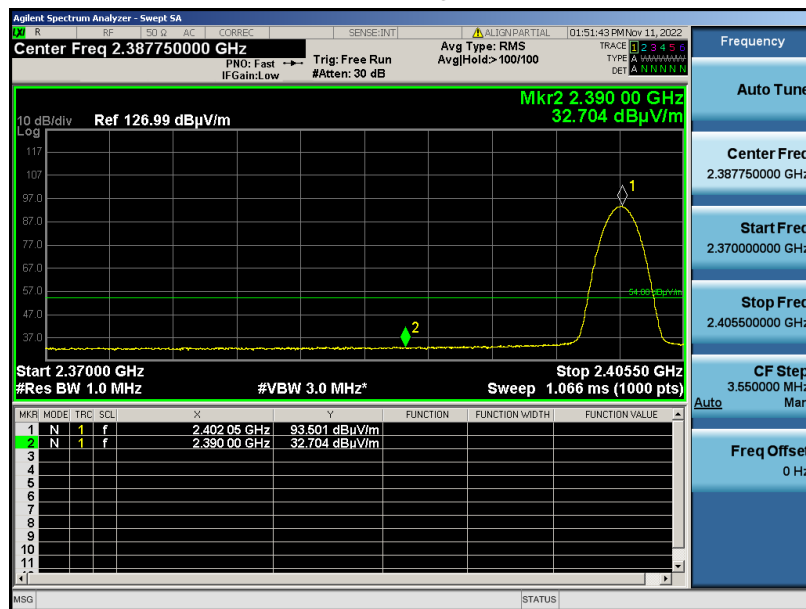 Agilent Spectrum Analyzer - Swept SA
LXI R RF 50 Ω AC CORREC SENSE:INT ALIGN PARTIAL 01:51:43 PM Nov 11, 2022
Center Freq 2.387750000 GHz
PNO: Fast
IFGain:Low
Trig: Free Run
#Atten: 30 dB
Avg Type: RMS
Avg|Hold:>100/100
TRACE 1 2 3 4 5 6
TYPE A WWWWW
DET A N N N N N
Mkr2 2.390 00 GHz
32.704 dBµV/m
10 dB/div Ref 126.99 dBµV/m
Log
117
107
97.0
87.0
77.0
67.0
57.0
47.0
37.0
1
2
54.00 dBµV/m
Start 2.37000 GHz Stop 2.40550 GHz
#Res BW 1.0 MHz #VBW 3.0 MHz* Sweep 1.066 ms (1000 pts)
MKR MODE TRC SCL X Y FUNCTION FUNCTION WIDTH FUNCTION VALUE
1 N 1 f 2.402 05 GHz 93.501 dBµV/m
2 N 1 f 2.390 00 GHz 32.704 dBµV/m
3
4
5
6
7
8
9
10
11
MSG STATUS
Frequency
Auto Tune
Center Freq
2.387750000 GHz
Start Freq
2.370000000 GHz
Stop Freq
2.405500000 GHz
CF Step
3.550000 MHz
Auto Man
Freq Offset
0 Hz